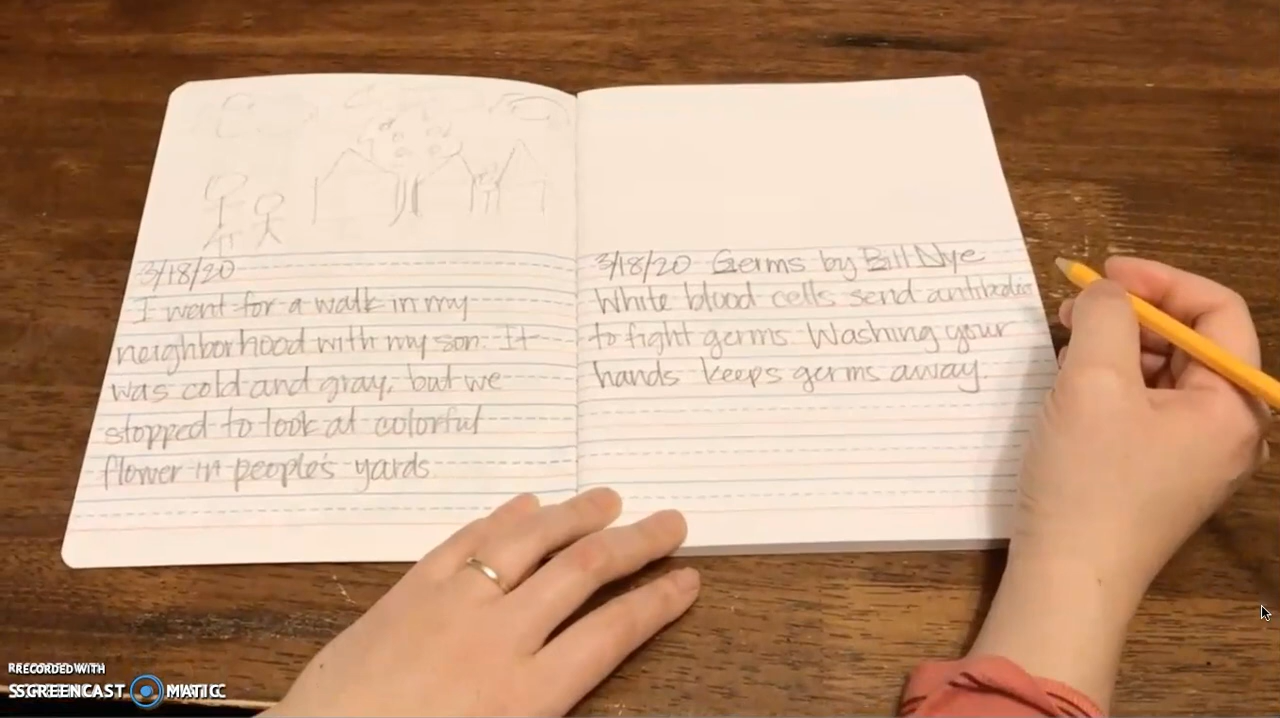 3/18/20
I went for a walk in my
neighborhood with my son. It
was cold and gray, but we
stopped to look at colorful
flower in people's yards
3/18/20 Germs by Bill Nye
White blood cells send antibodies
to fight germs. Washing your
hands keeps germs away.
RECORDED WITH
SCREENCAST MATIC